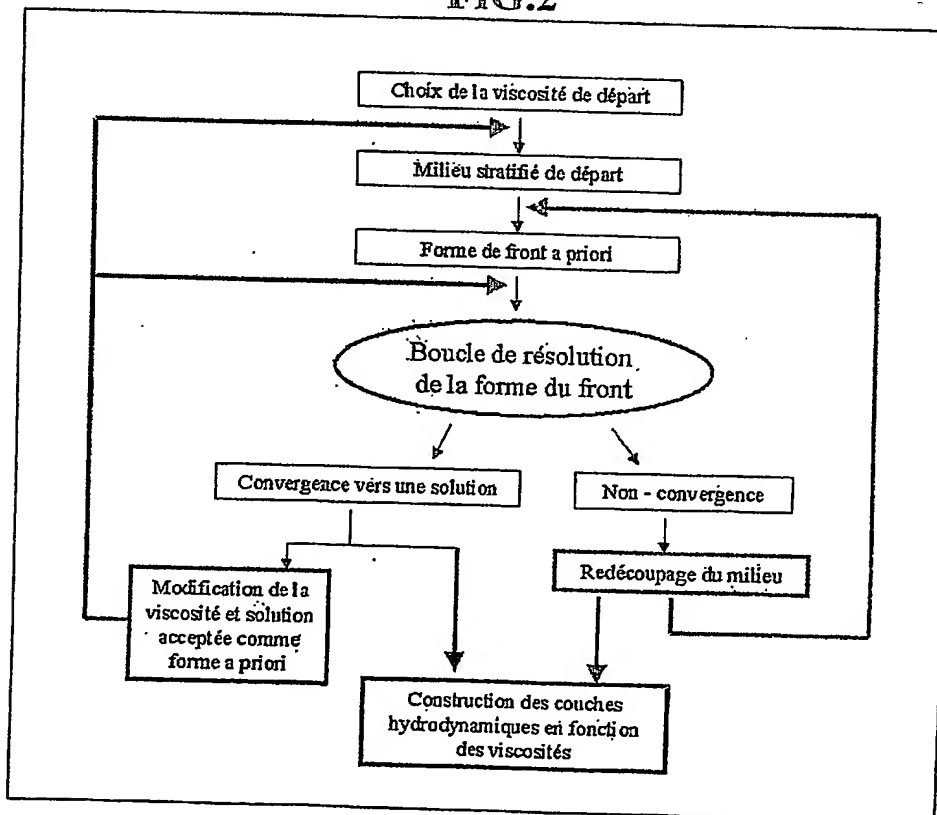 FIG.2
Choix de la viscosité de départ
Milieu stratifié de départ
Forme de front a priori
Boucle de résolution
de la forme du front
Convergence vers une solution
Non - convergence
Modification de la
viscosité et solution
acceptée comme
forme a priori
Redécoupage du milieu
Construction des couches
hydrodynamiques en fonction
des viscosités